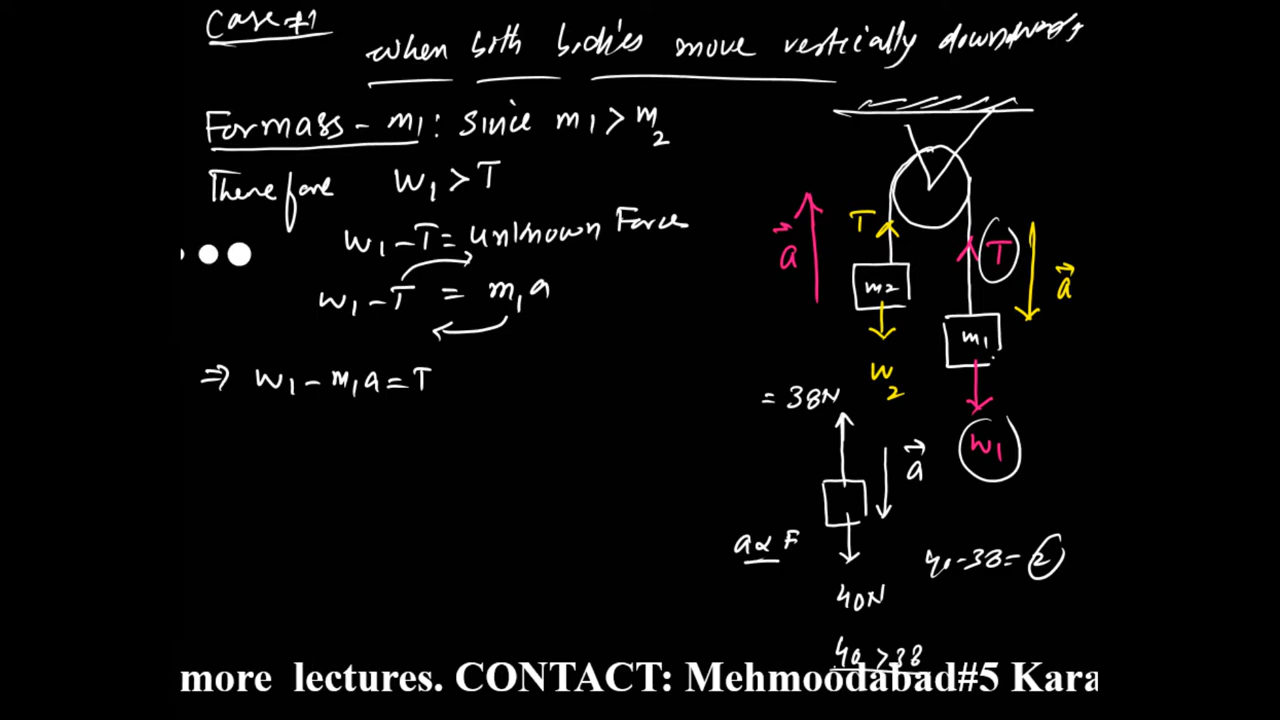 Case #1
when both bodies move vertically downwards
For mass - m1: since m1 > m2
Therefore w1 > T
w1 - T = unknown Force
w1 - T = m1a
⇒ w1 - m1a = T
a
T
m2
W2
T
m1
w1
a
= 38N
a
a ∝ F
40N
40 > 38
40 - 38 = 2
more lectures. CONTACT: Mehmoodabad#5 Kara